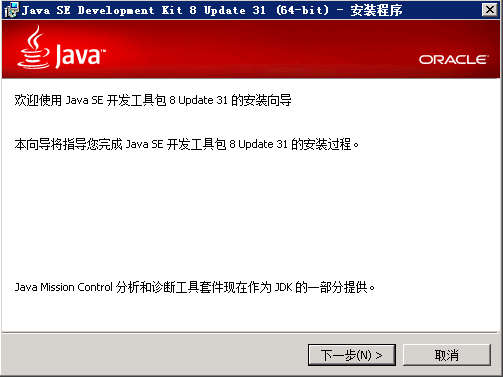 Java SE Development Kit 8 Update 31 (64-bit) - 安装程序
Java™
ORACLE®
欢迎使用 Java SE 开发工具包 8 Update 31 的安装向导
本向导将指导您完成 Java SE 开发工具包 8 Update 31 的安装过程。
Java Mission Control 分析和诊断工具套件现在作为 JDK 的一部分提供。
下一步(N) >
取消